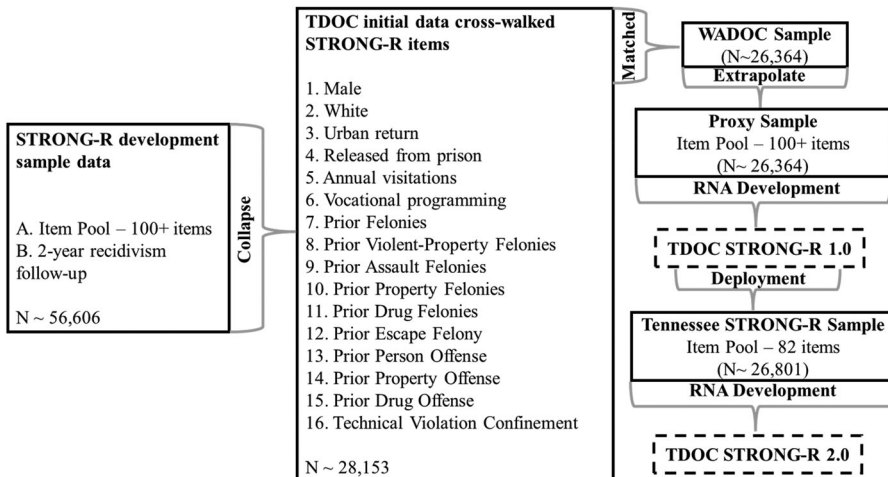 STRONG-R development
sample data
A. Item Pool – 100+ items
B. 2-year recidivism
follow-up
N ~ 56,606
Collapse
TDOC initial data cross-walked
STRONG-R items
1. Male
2. White
3. Urban return
4. Released from prison
5. Annual visitations
6. Vocational programming
7. Prior Felonies
8. Prior Violent-Property Felonies
9. Prior Assault Felonies
10. Prior Property Felonies
11. Prior Drug Felonies
12. Prior Escape Felony
13. Prior Person Offense
14. Prior Property Offense
15. Prior Drug Offense
16. Technical Violation Confinement
N ~ 28,153
Matched
WADOC Sample
(N~26,364)
Extrapolate
Proxy Sample
Item Pool – 100+ items
(N ~ 26,364)
RNA Development
TDOC STRONG-R 1.0
Deployment
Tennessee STRONG-R Sample
Item Pool – 82 items
(N~ 26,801)
RNA Development
TDOC STRONG-R 2.0